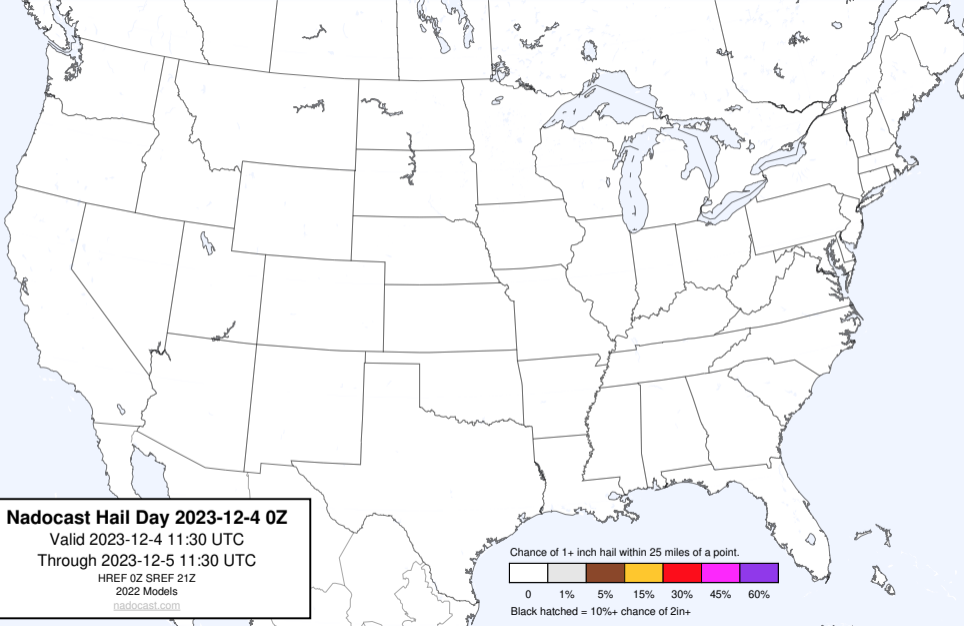 Nadocast Hail Day 2023-12-4 0Z
Valid 2023-12-4 11:30 UTC
Through 2023-12-5 11:30 UTC
HREF 0Z SREF 21Z
2022 Models
nadocast.com
Chance of 1+ inch hail within 25 miles of a point.
0 1% 5% 15% 30% 45% 60%
Black hatched = 10%+ chance of 2in+